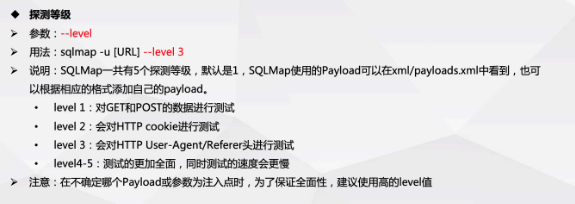 ◆ 探测等级
➢ 参数：--level
➢ 用法：sqlmap -u [URL] --level 3
➢ 说明：SQLMap一共有5个探测等级，默认是1，SQLMap使用的Payload可以在xml/payloads.xml中看到，也可
以根据相应的格式添加自己的payload。
• level 1：对GET和POST的数据进行测试
• level 2：会对HTTP cookie进行测试
• level 3：会对HTTP User-Agent/Referer头进行测试
• level4-5：测试的更加全面，同时测试的速度会更慢
➢ 注意：在不确定哪个Payload或参数为注入点时，为了保证全面性，建议使用高的level值